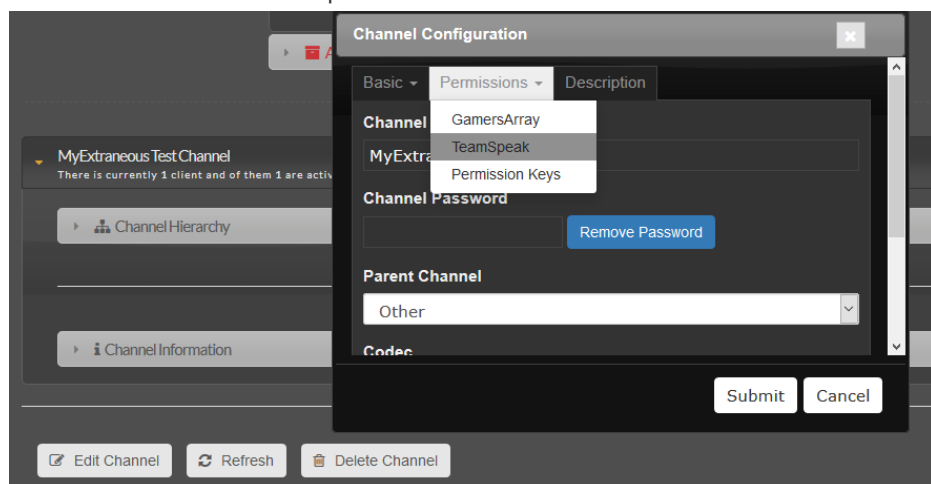 Channel Configuration
A
Basic
Permissions
Description
GamersArray
TeamSpeak
Permission Keys
Channel
MyExtra
Channel Password
Remove Password
Parent Channel
Other
Codec
Submit
Cancel
MyExtraneous Test Channel
There is currently 1 client and of them 1 are activ
Channel Hierarchy
Channel Information
Edit Channel
Refresh
Delete Channel